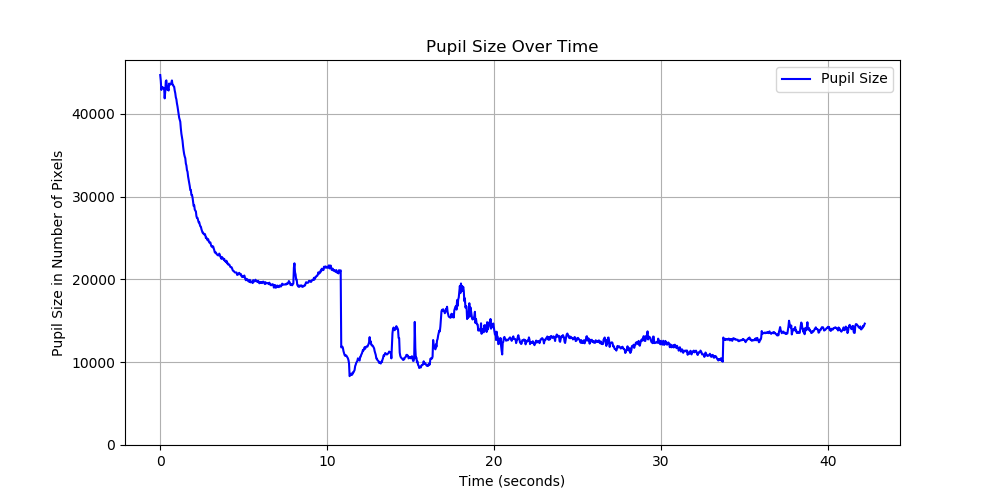 Pupil Size Over Time
Pupil Size
Pupil Size in Number of Pixels
40000
30000
20000
10000
0
0 10 20 30 40
Time (seconds)